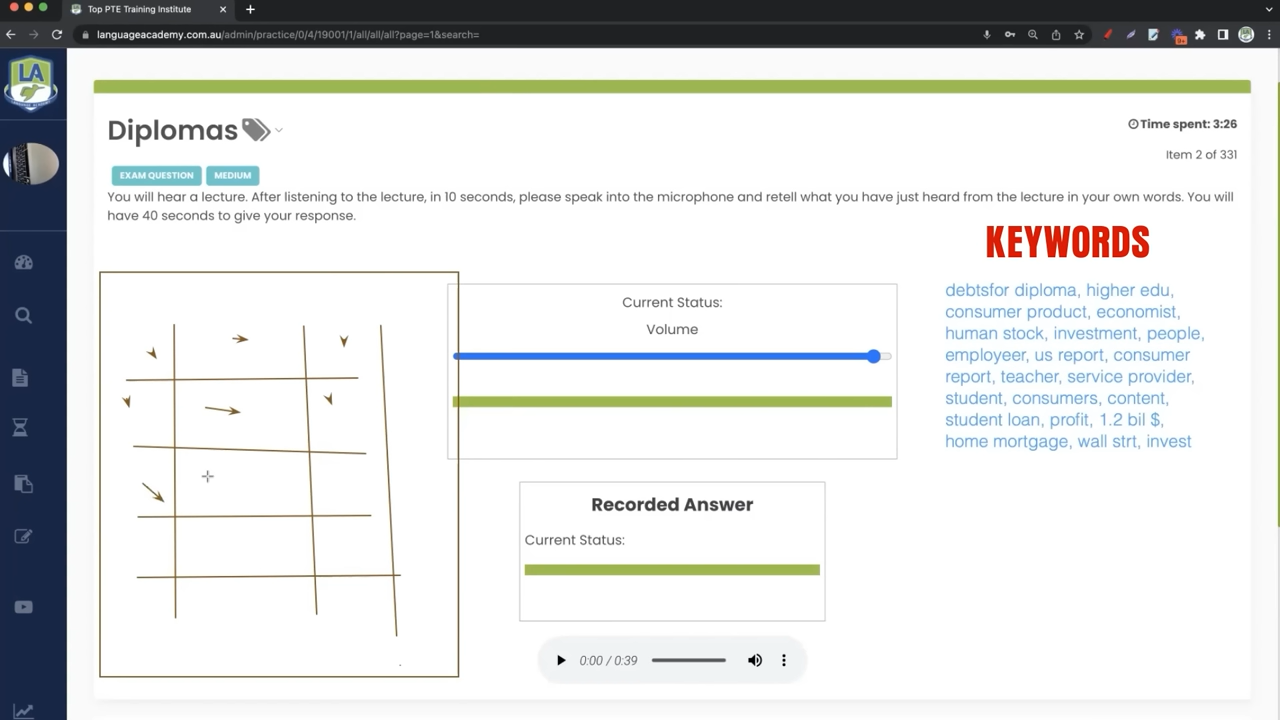 Top PTE Training Institute
languageacademy.com.au/admin/practice/0/4/19001/1/all/all/all?page=1&search=
9+
LA
Diplomas
Time spent: 3:26
Item 2 of 331
EXAM QUESTION
MEDIUM
You will hear a lecture. After listening to the lecture, in 10 seconds, please speak into the microphone and retell what you have just heard from the lecture in your own words. You will
have 40 seconds to give your response.
KEYWORDS
debtsfor diploma, higher edu,
consumer product, economist,
human stock, investment, people,
employeer, us report, consumer
report, teacher, service provider,
student, consumers, content,
student loan, profit, 1.2 bil $,
home mortgage, wall strt, invest
Current Status:
Volume
Recorded Answer
Current Status:
0:00 / 0:39